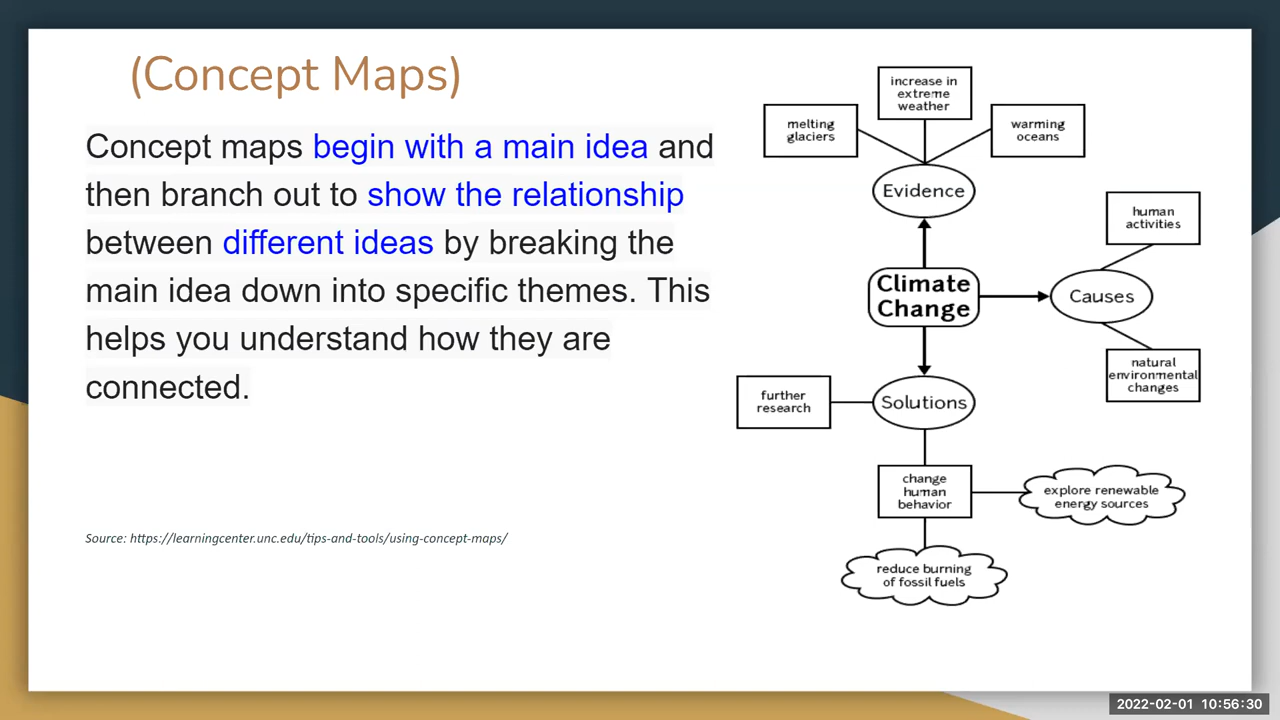 (Concept Maps)
Concept maps begin with a main idea and
then branch out to show the relationship
between different ideas by breaking the
main idea down into specific themes. This
helps you understand how they are
connected.
Source: https://learningcenter.unc.edu/tips-and-tools/using-concept-maps/
increase in
extreme
weather
melting
glaciers
warming
oceans
Evidence
human
activities
Climate
Change
Causes
natural
environmental
changes
further
research
Solutions
change
human
behavior
explore renewable
energy sources
reduce burning
of fossil fuels
2022-02-01 10:56:30